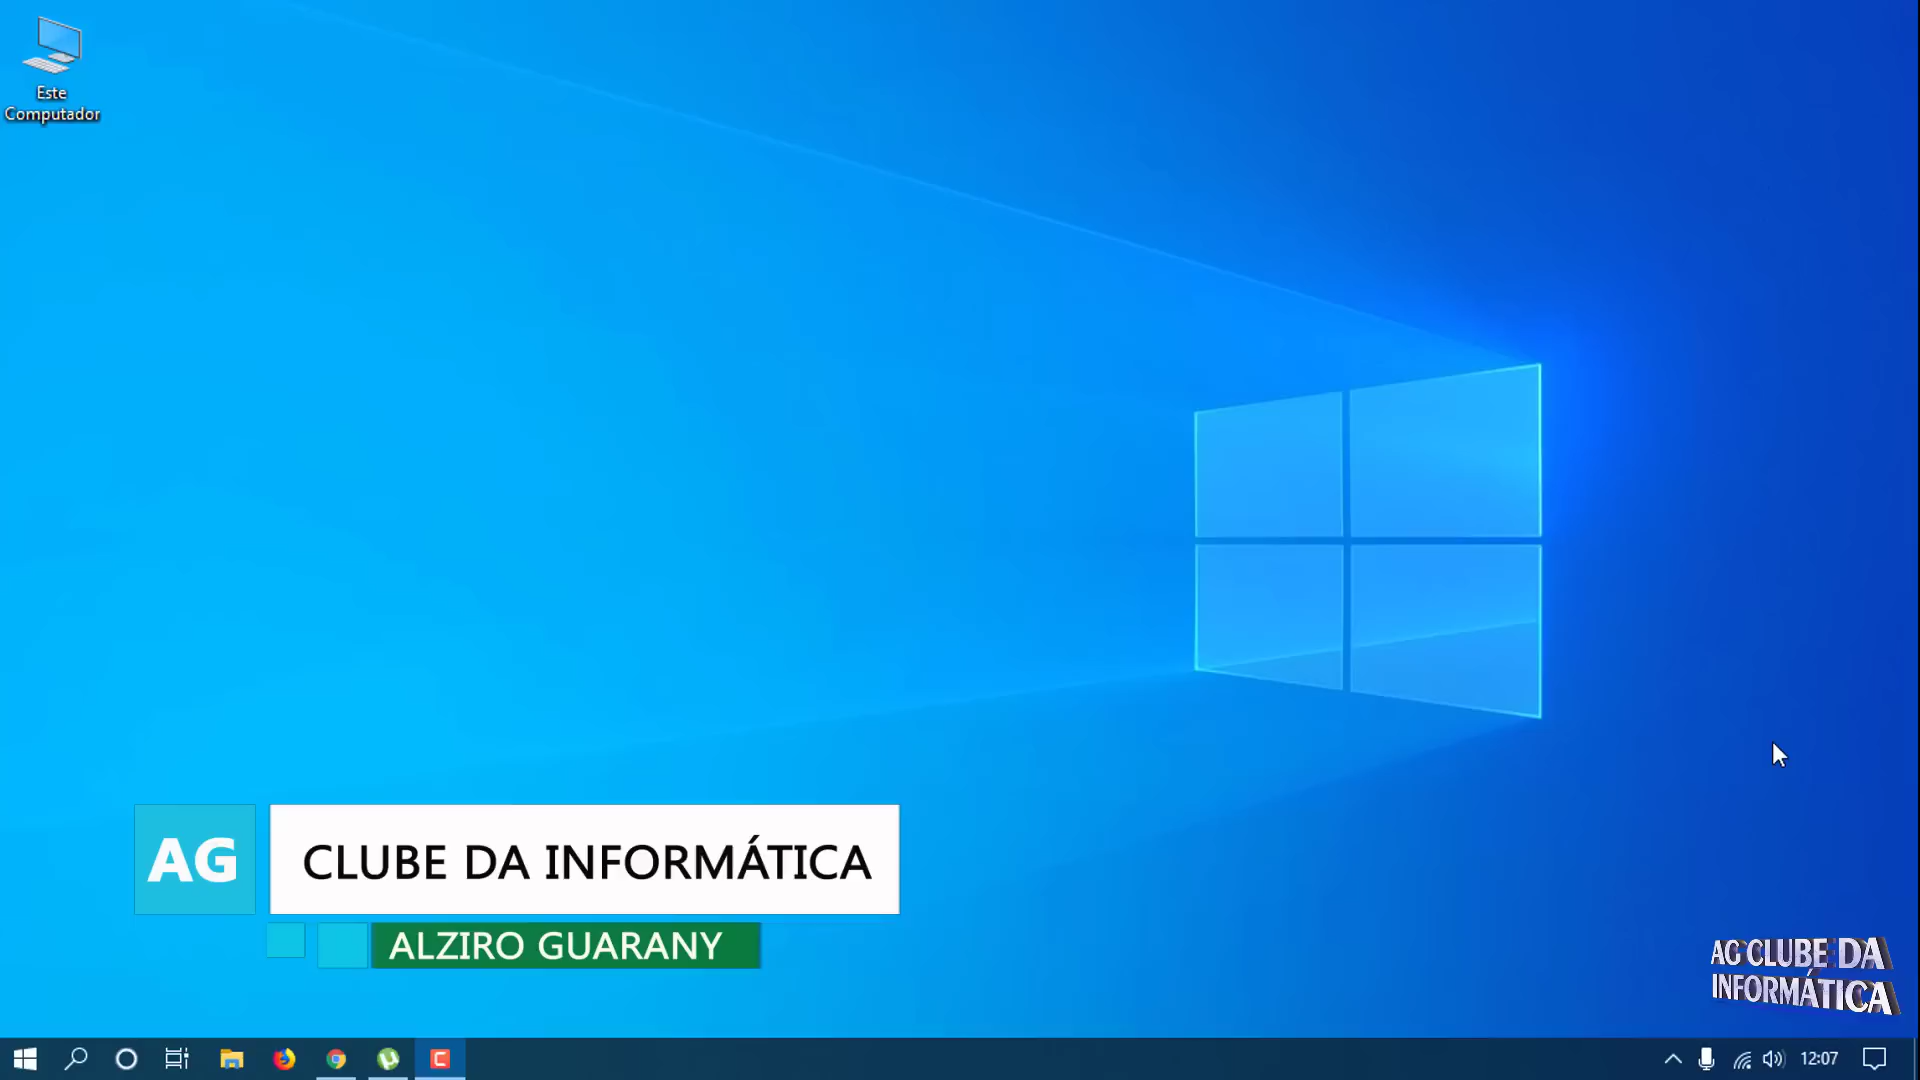 Este
Computador
AG
CLUBE DA INFORMÁTICA
ALZIRO GUARANY
AG CLUBE DA
INFORMÁTICA
12:07